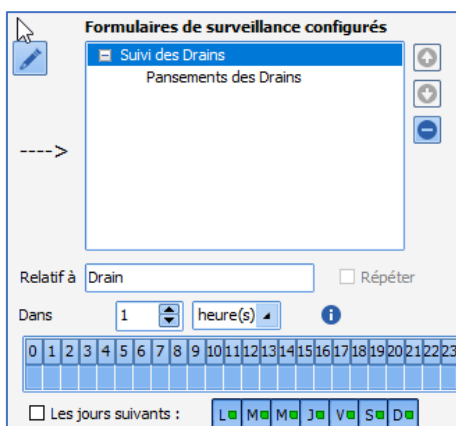 Formulaires de surveillance configurés
Suivi des Drains
Pansements des Drains
---->
Relatif à Drain Répéter
Dans 1 heure(s)
0 1 2 3 4 5 6 7 8 9 10 11 12 13 14 15 16 17 18 19 20 21 22 23
Les jours suivants : L M M J V S D